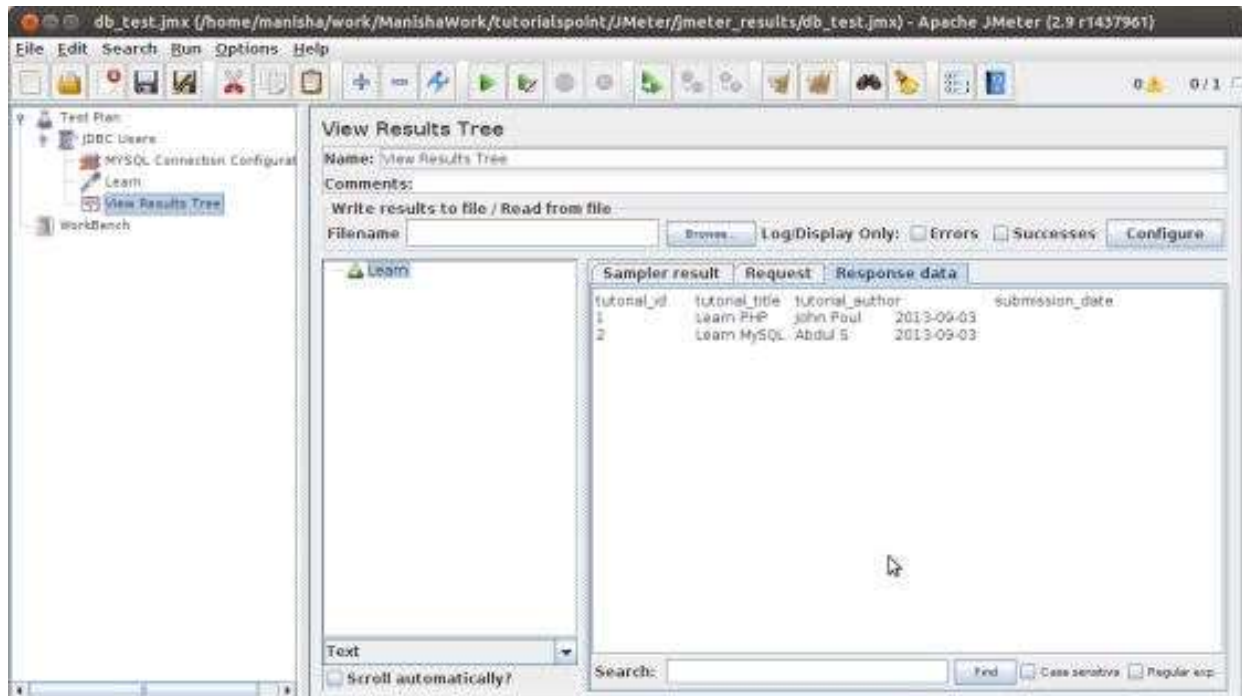 db_test.jmx (/home/manisha/work/ManishaWork/tutorialspoint/JMeter/jmeter_results/db_test.jmx) - Apache JMeter (2.9 r1437961)
File Edit Search Run Options Help
0 0 / 1
Test Plan
JDBC Users
MYSQL Connection Configurat
Learn
View Results Tree
WorkBench
View Results Tree
Name: View Results Tree
Comments:
Write results to file / Read from file
Filename Browse... Log/Display Only: Errors Successes Configure
Learn
Sampler result Request Response data
tutorial_id tutorial_title tutorial_author submission_date
1 Learn PHP John Poul 2013-09-03
2 Learn MySQL Abdul S 2013-09-03
Text
Scroll automatically?
Search: Find Case sensitive Regular exp.